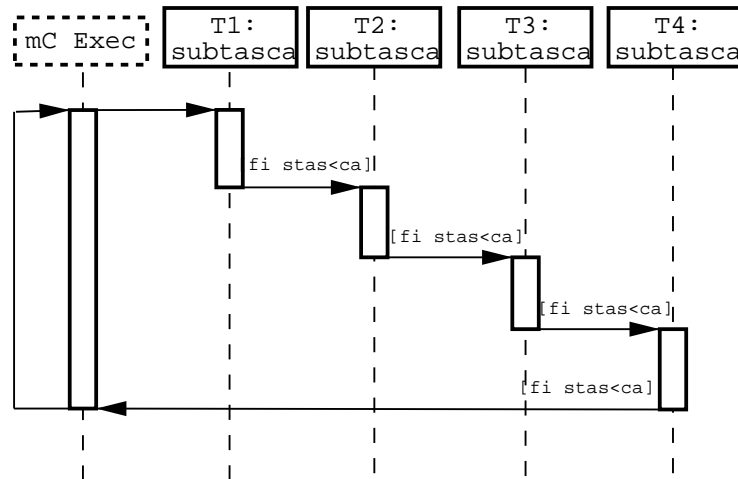 mC Exec
T1:
subtasca
T2:
subtasca
T3:
subtasca
T4:
subtasca
fi stas<ca]
[fi stas<ca]
[fi stas<ca]
[fi stas<ca]